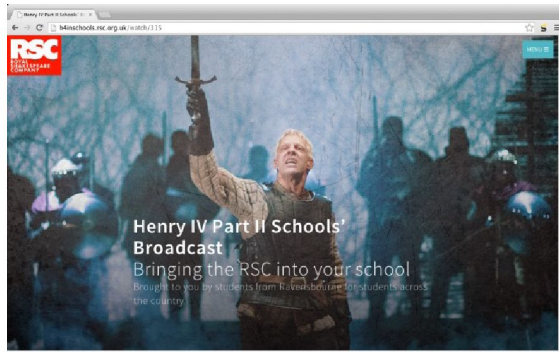 Henry IV Part II Schools' Br
h4inschools.rsc.org.uk/watch/315
RSC
ROYAL
SHAKESPEARE
COMPANY
MENU
Henry IV Part II Schools'
Broadcast
Bringing the RSC into your school
Brought to you by students from Ravensbourne for students across
the country